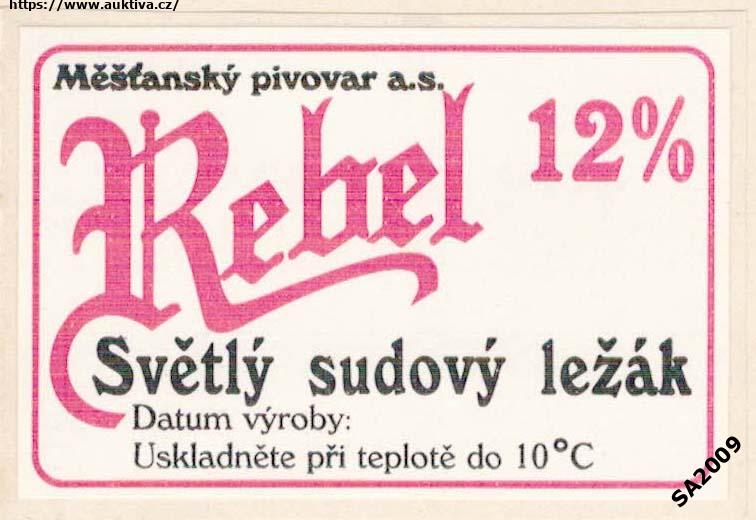 https://www.auktiva.cz/
Měšťanský pivovar a.s.
Rebel
12%
Světlý sudový ležák
Datum výroby:
Uskladněte při teplotě do 10°C
SA2009